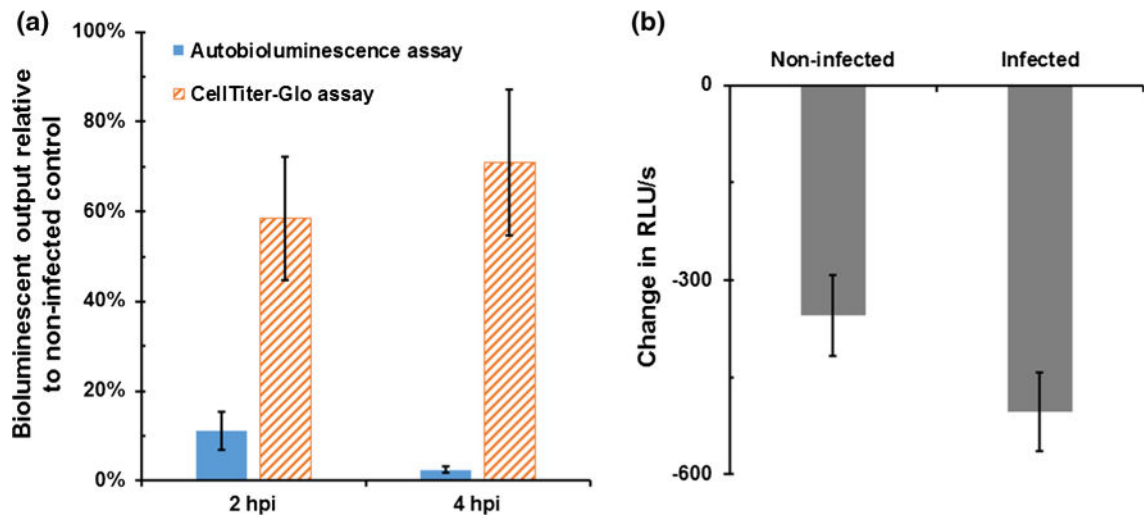 (a)
100%
80%
60%
40%
20%
0%
Bioluminescent output relative
to non-infected control
Autobioluminescence assay
CellTiter-Glo assay
2 hpi
4 hpi
(b)
Non-infected
Infected
0
-300
-600
Change in RLU/s